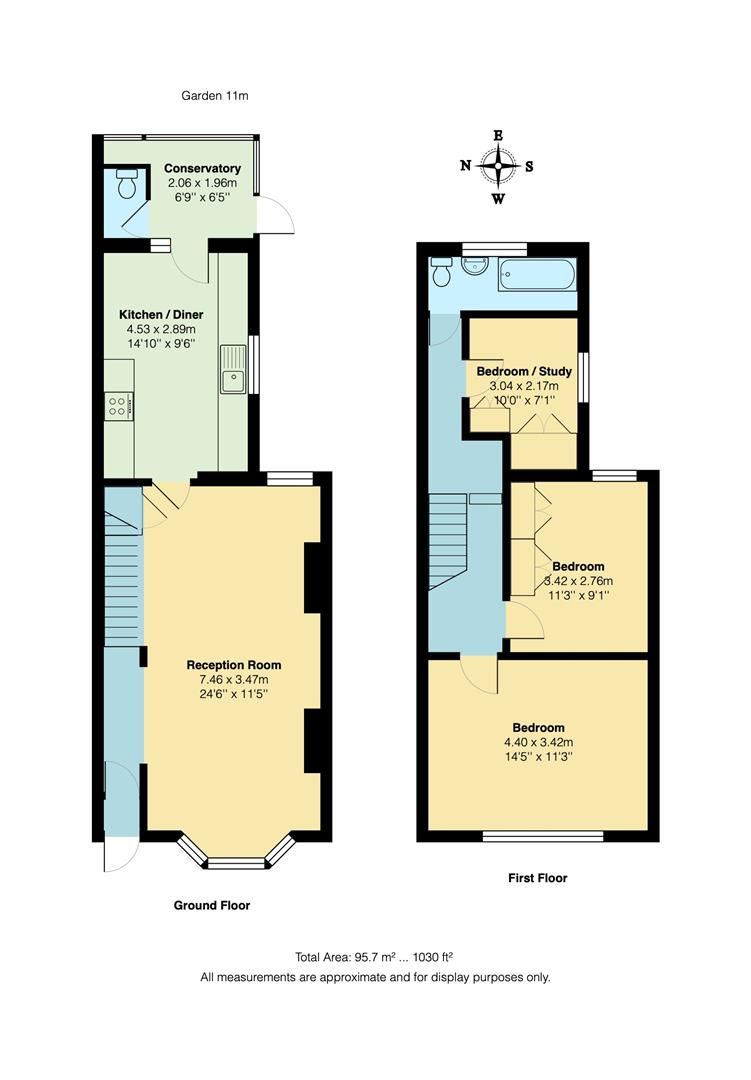 Garden 11m
Conservatory
2.06 x 1.96m
6'9'' x 6'5''
E
N
S
W
Kitchen / Diner
4.53 x 2.89m
14'10'' x 9'6''
Bedroom / Study
3.04 x 2.17m
10'0'' x 7'1''
Bedroom
3.42 x 2.76m
11'3'' x 9'1''
Reception Room
7.46 x 3.47m
24'6'' x 11'5''
Bedroom
4.40 x 3.42m
14'5'' x 11'3''
First Floor
Ground Floor
Total Area: 95.7 m² ... 1030 ft²
All measurements are approximate and for display purposes only.